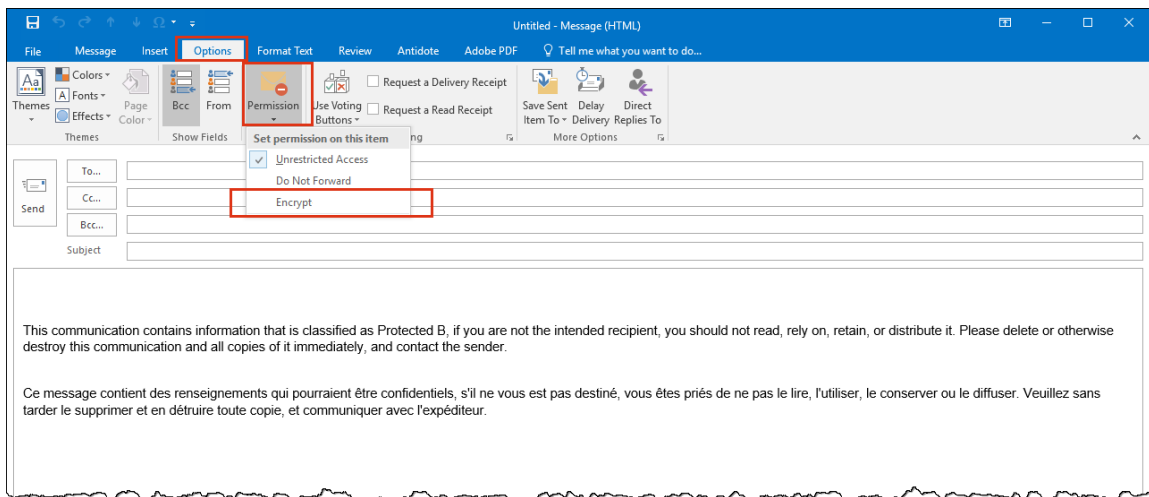 Untitled - Message (HTML)
File Message Insert Options Format Text Review Antidote Adobe PDF Tell me what you want to do...
Aa Colors
A Fonts
Effects
Themes
Page Color
Themes
Bcc From
Show Fields
Permission
Use Voting Buttons
Request a Delivery Receipt
Request a Read Receipt
ng
Save Sent Item To
Delay Delivery
Direct Replies To
More Options
Set permission on this item
Unrestricted Access
Do Not Forward
Encrypt
Send
To...
Cc...
Bcc...
Subject
This communication contains information that is classified as Protected B, if you are not the intended recipient, you should not read, rely on, retain, or distribute it. Please delete or otherwise
destroy this communication and all copies of it immediately, and contact the sender.
Ce message contient des renseignements qui pourraient être confidentiels, s'il ne vous est pas destiné, vous êtes priés de ne pas le lire, l'utiliser, le conserver ou le diffuser. Veuillez sans
tarder le supprimer et en détruire toute copie, et communiquer avec l'expéditeur.